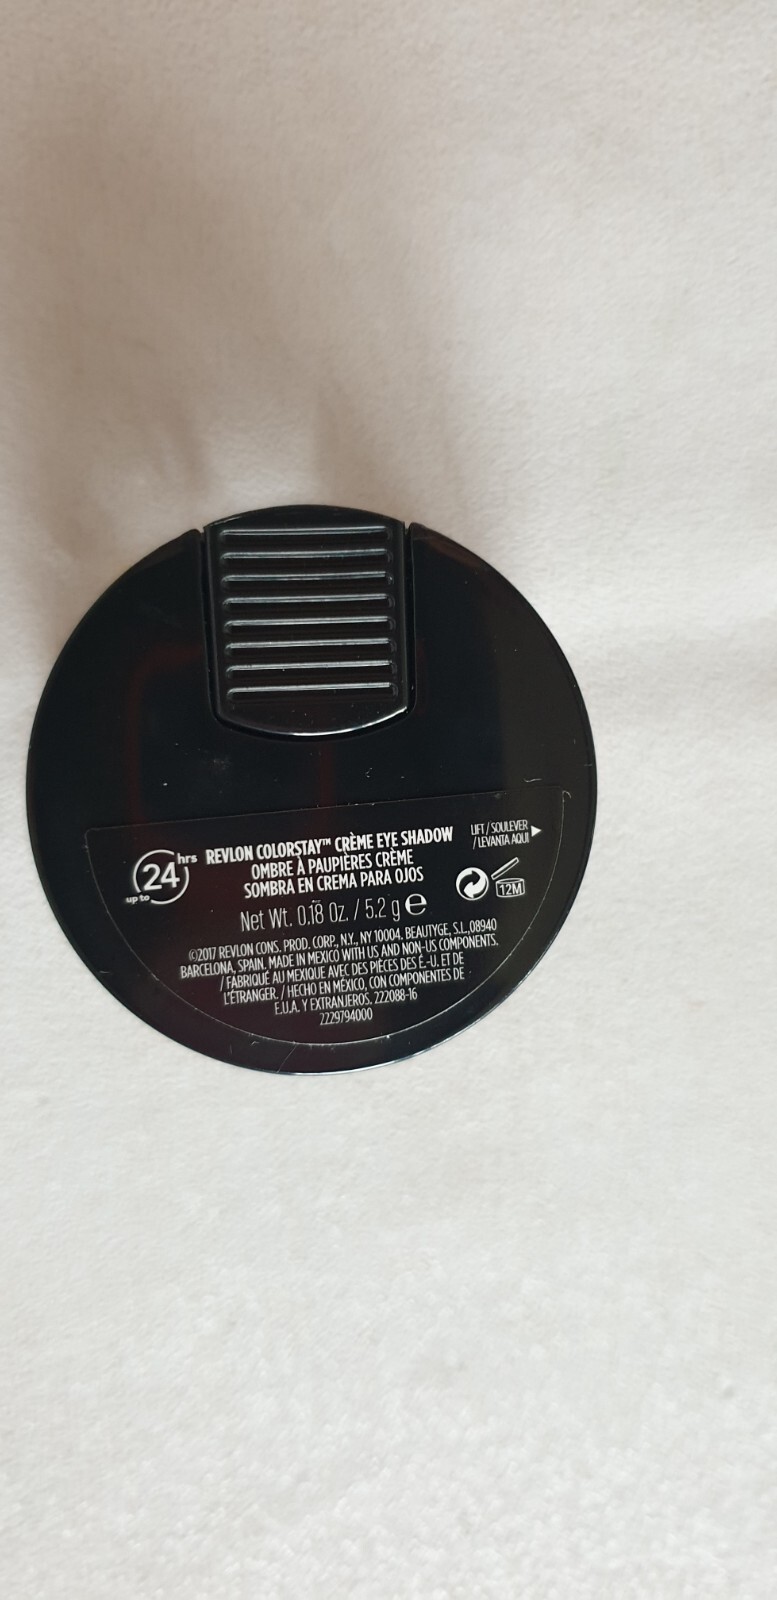 up to 24 hrs
REVLON COLORSTAY™ CRÈME EYE SHADOW
OMBRE À PAUPIÈRES CRÈME
SOMBRA EN CREMA PARA OJOS
LIFT / SOULEVER
/ LEVANTA AQUI
Net Wt. 0.18 Oz. / 5.2 g ℮
12M
©2017 REVLON CONS. PROD. CORP., N.Y., NY 10004. BEAUTYGE, S.L.,08940
BARCELONA, SPAIN. MADE IN MEXICO WITH US AND NON-US COMPONENTS.
/ FABRIQUÉ AU MEXIQUE AVEC DES PIÈCES DES É.-U. ET DE
L'ÉTRANGER. / HECHO EN MÉXICO, CON COMPONENTES DE
E.U.A. Y EXTRANJEROS. 222088-16
2229794000